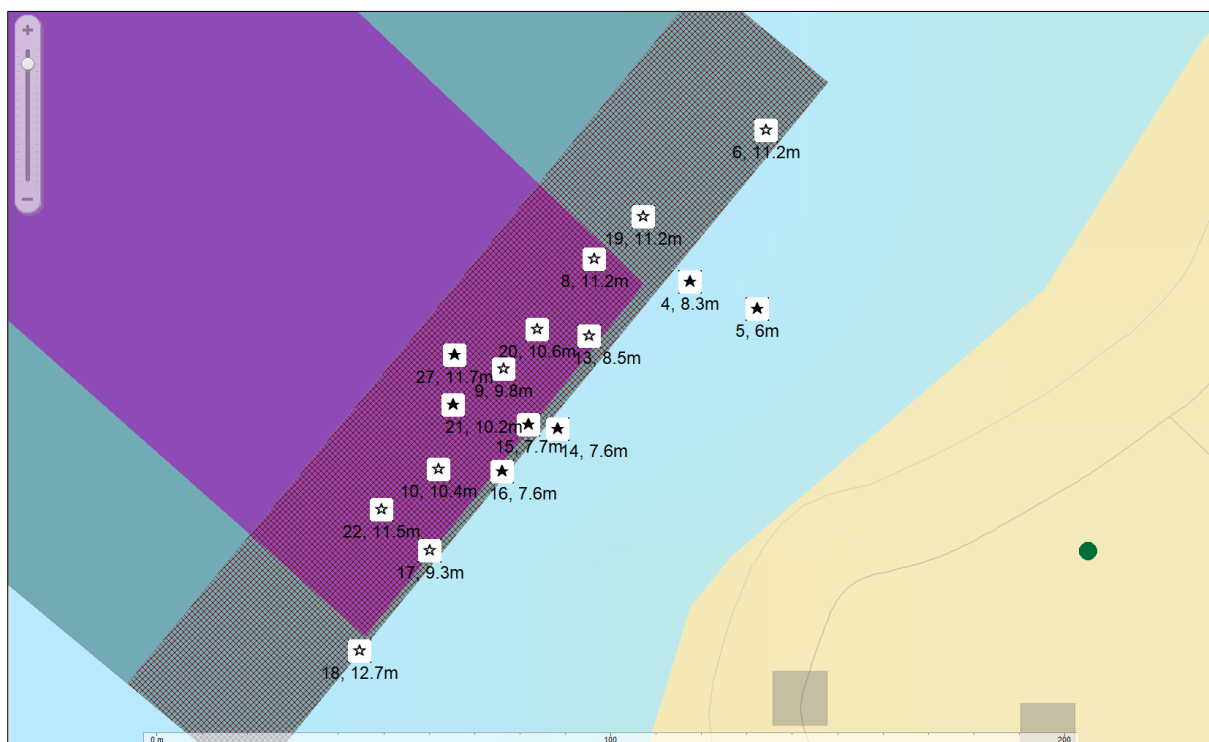 +
−
6, 11.2m
19, 11.2m
8, 11.2m
4, 8.3m
5, 6m
20, 10.6m
13, 8.5m
27, 11.7m
9, 9.8m
21, 10.2m
15, 7.7m
14, 7.6m
10, 10.4m
16, 7.6m
22, 11.5m
17, 9.3m
18, 12.7m
0 m
100
200